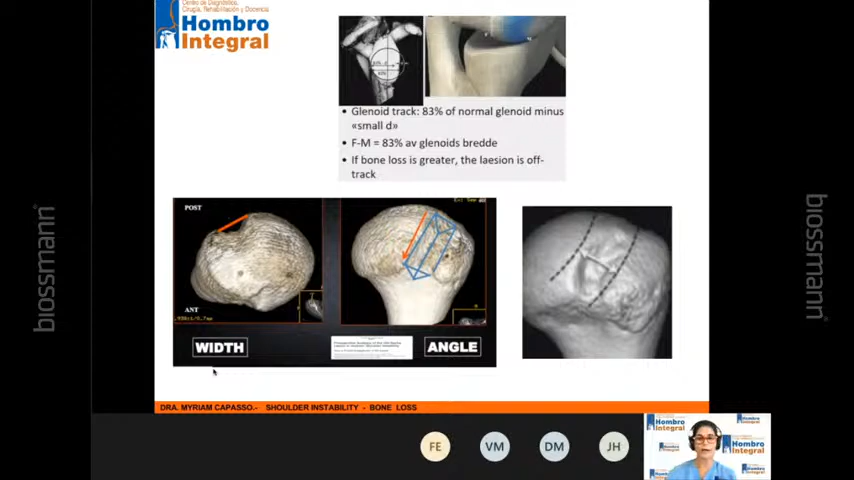 Centro de Diagnóstico,
Cirugía, Rehabilitación y Docencia
Hombro
Integral
• Glenoid track: 83% of normal glenoid minus
«small d»
• F-M = 83% av glenoids bredde
• If bone loss is greater, the laesion is off-
track
POST
ANT
WIDTH
ANGLE
biossmann
biossmann
DRA. MYRIAM CAPASSO.- SHOULDER INSTABILITY - BONE LOSS
FE
VM
DM
JH
Hombro
Integral